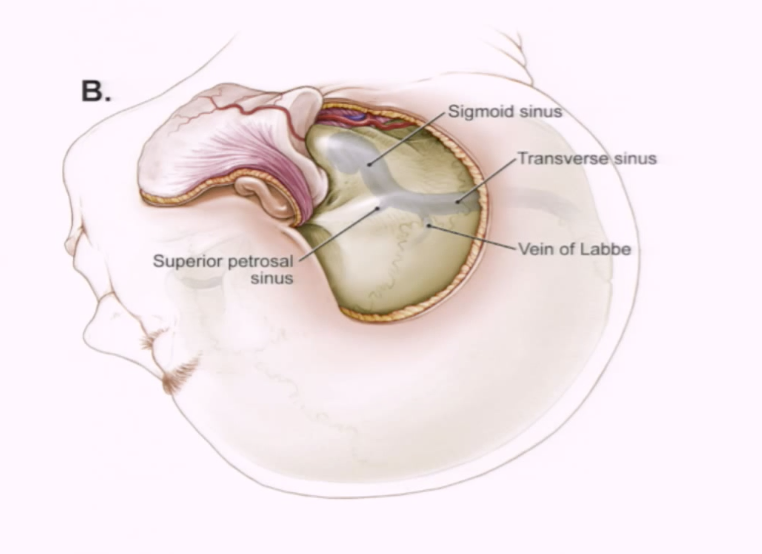 B.
Sigmoid sinus
Transverse sinus
Vein of Labbe
Superior petrosal
sinus